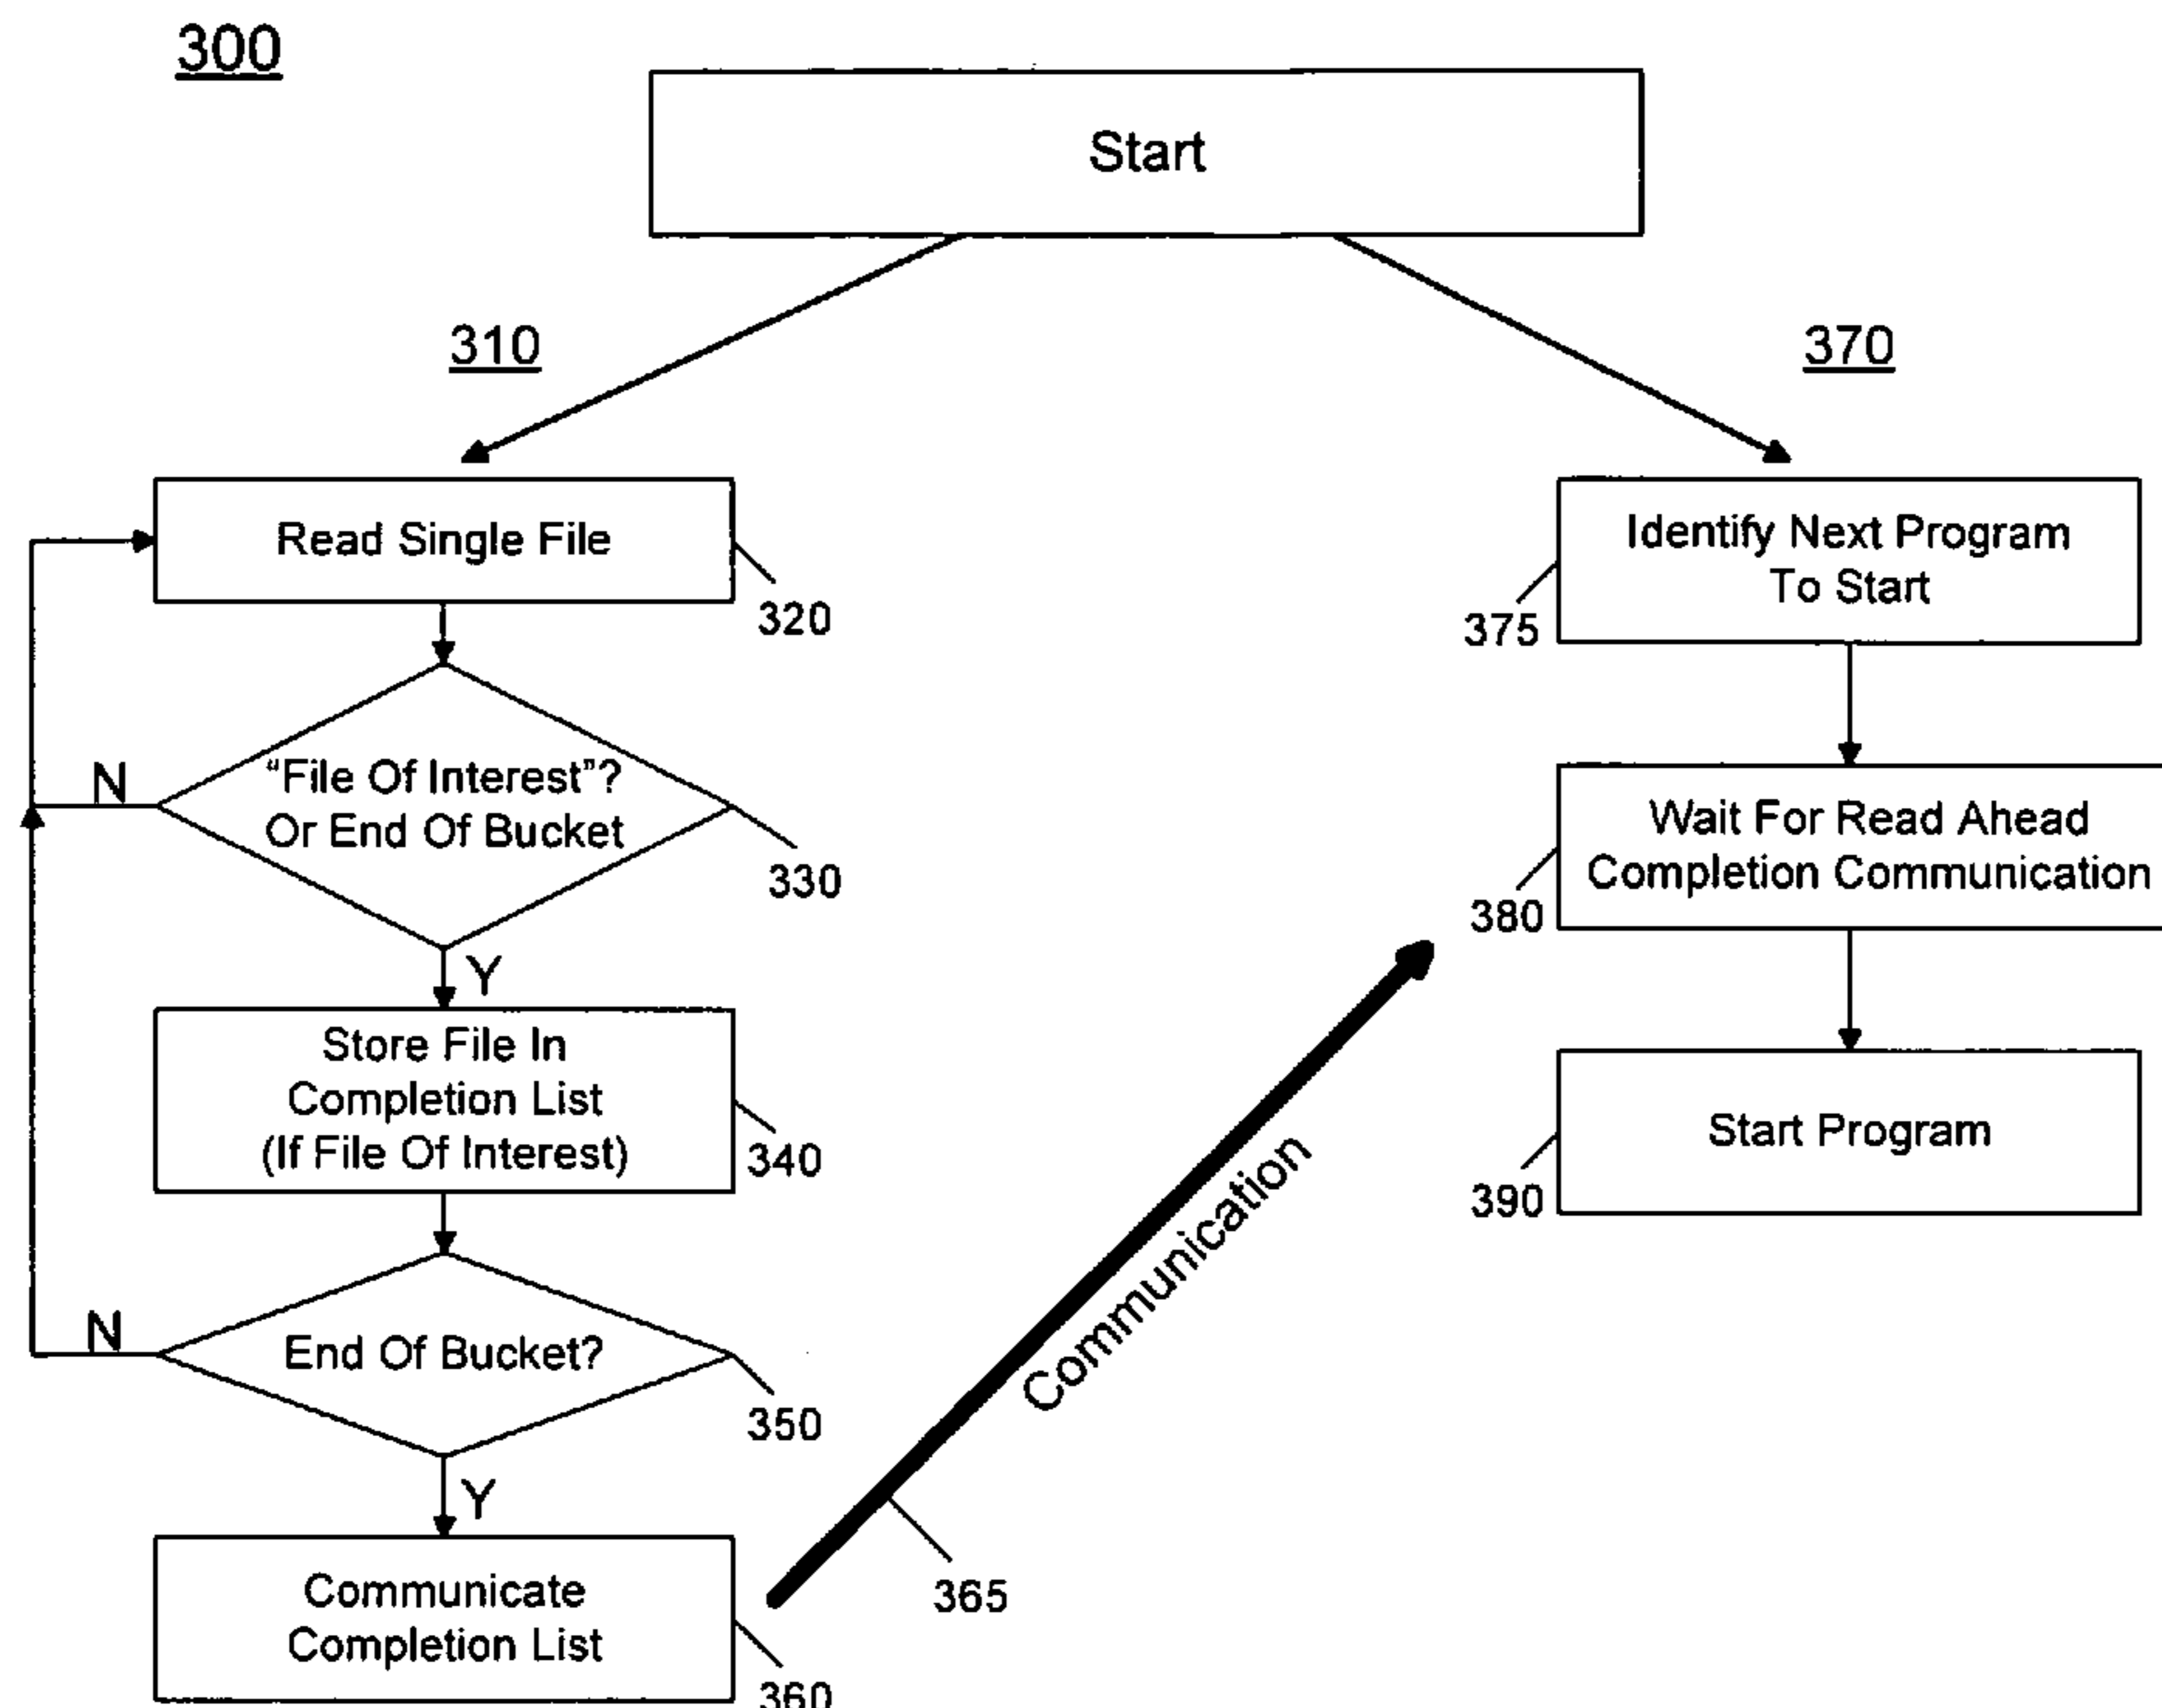 300
Start
310
370
Read Single File
320
Identify Next Program
To Start
375
"File Of Interest"?
Or End Of Bucket
N
330
Y
Wait For Read Ahead
Completion Communication
380
Store File In
Completion List
(If File Of Interest)
340
Start Program
390
End Of Bucket?
N
350
Y
Communicate
Completion List
360
Communication
365